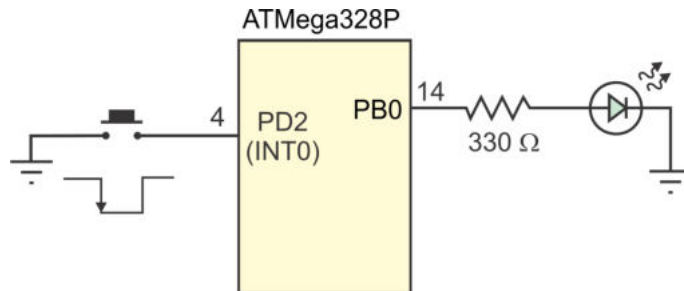 ATMega328P
4
PD2
(INT0)
PB0
14
330 Ω